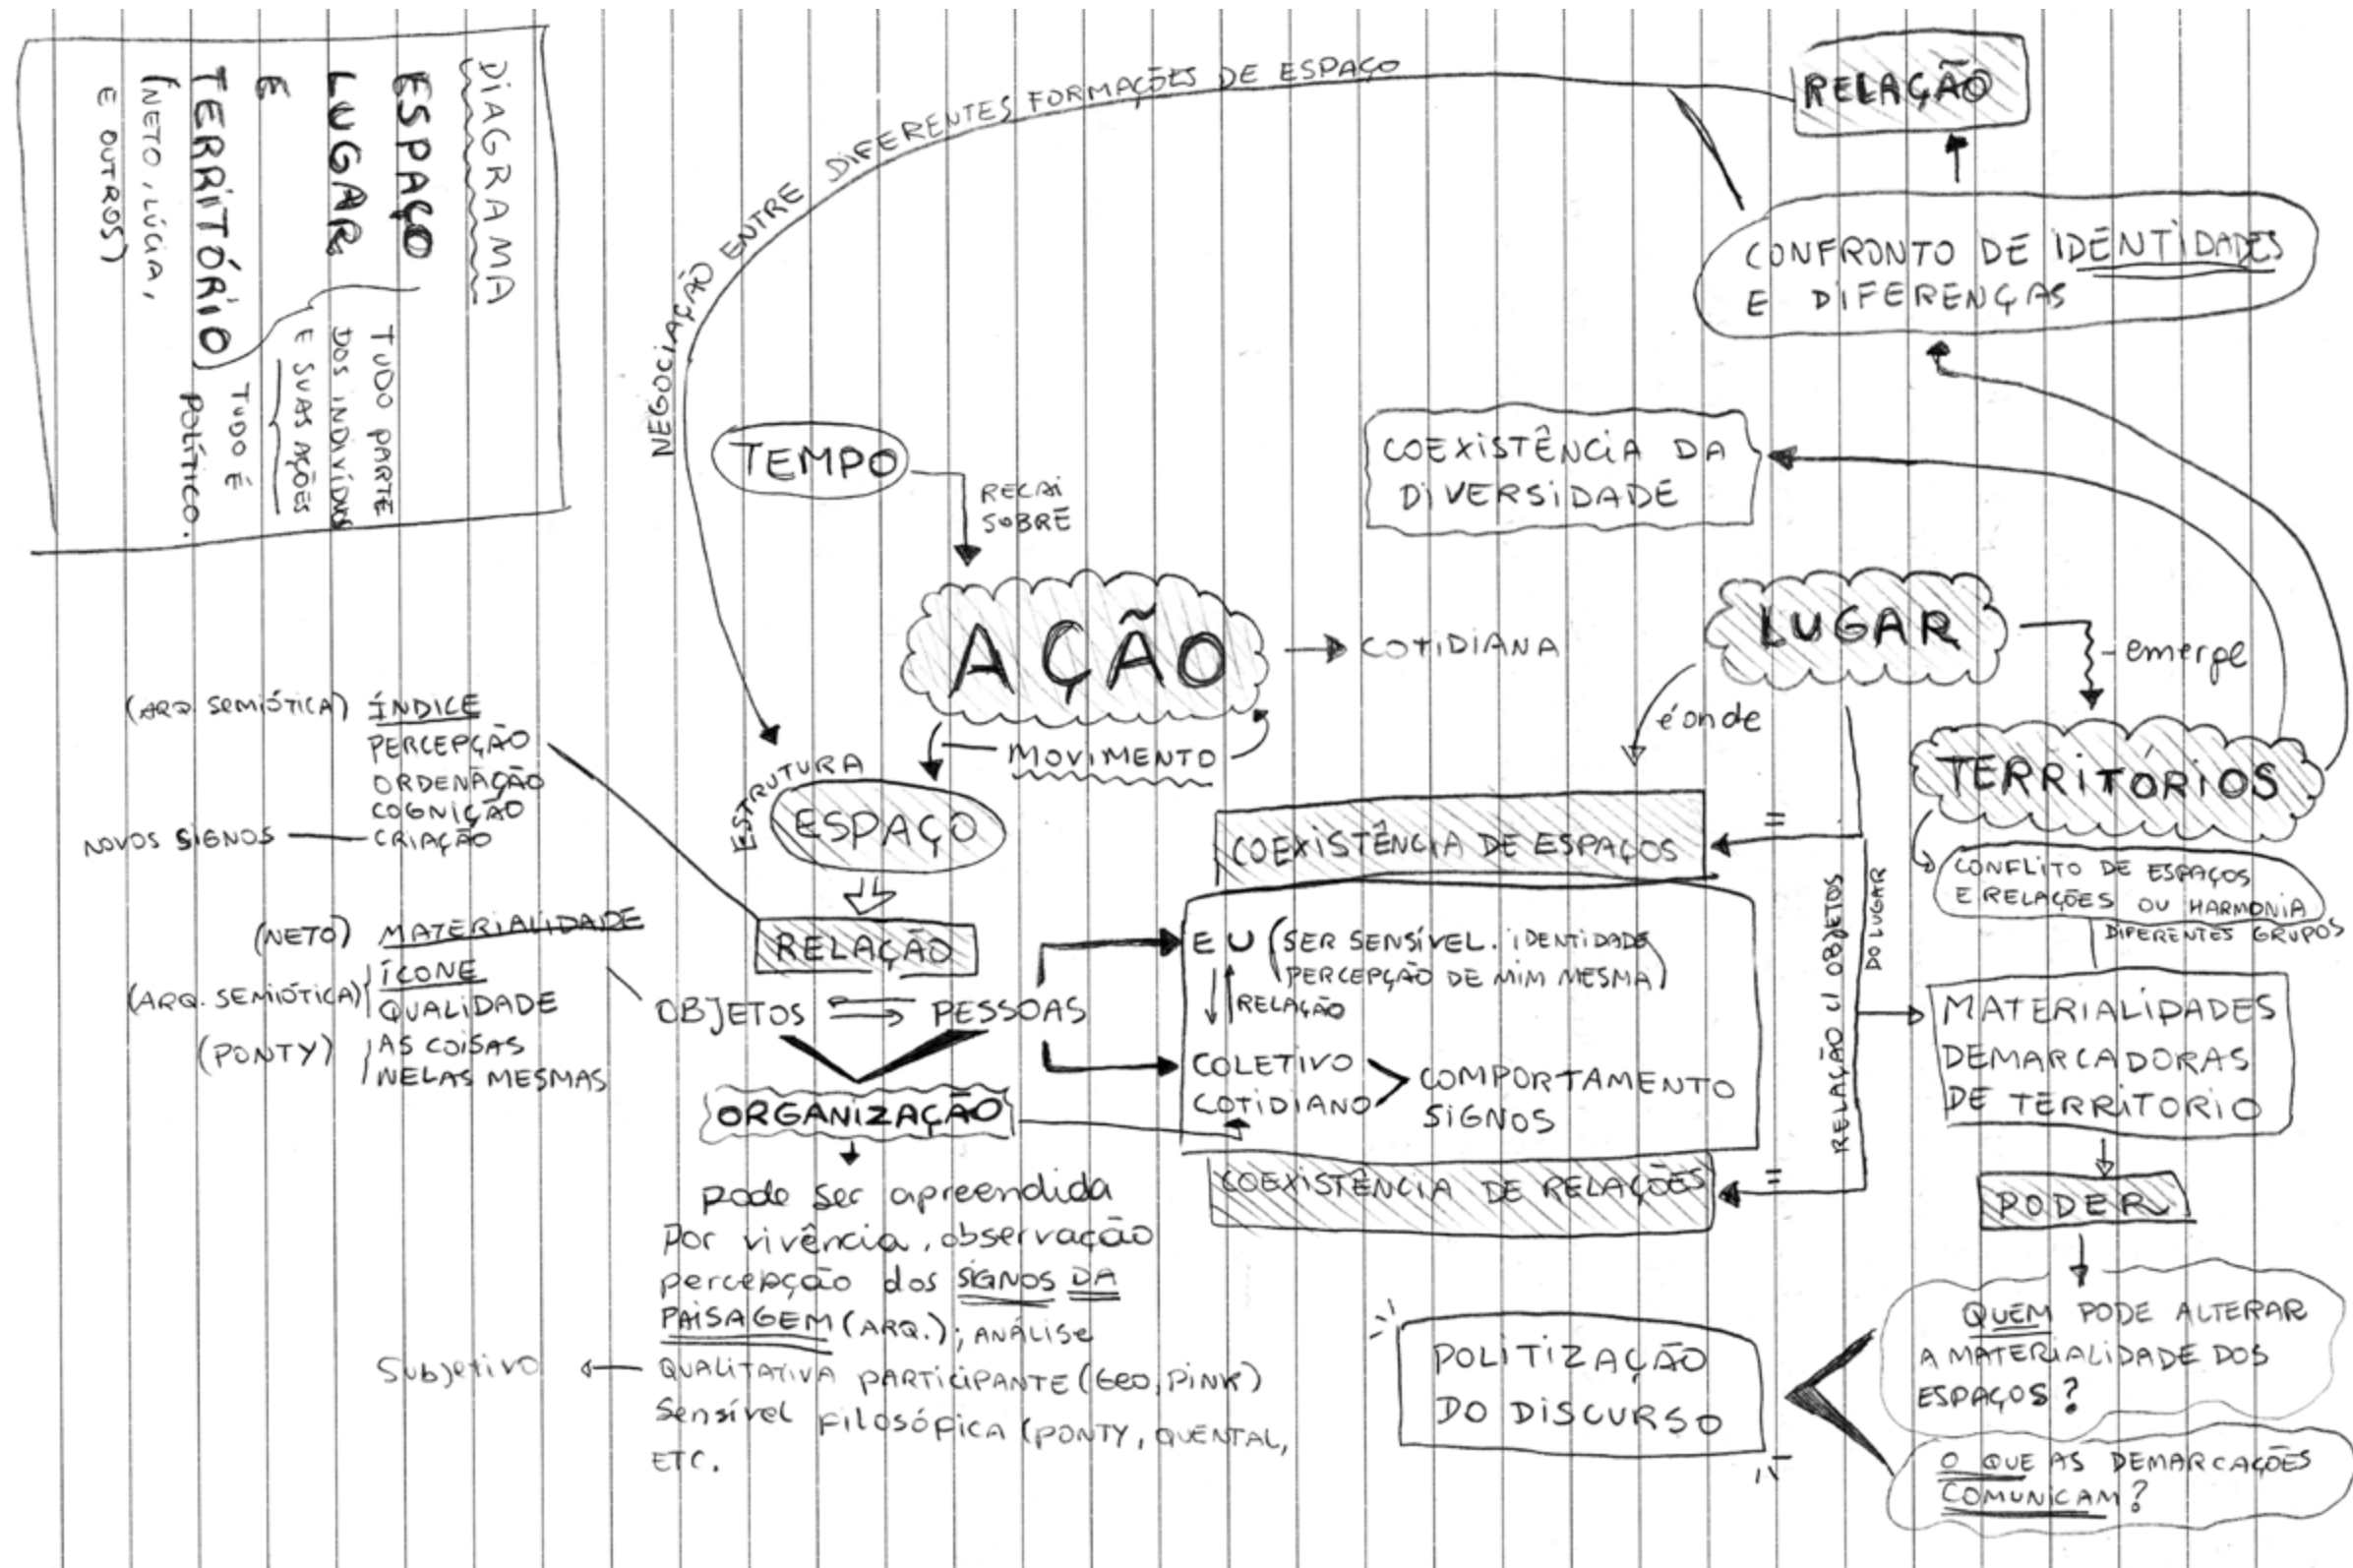 DIAGRAMA
ESPAÇO
LUGAR
E
TERRITÓRIO
(NETO, LÚCIA,
E OUTROS)
TUDO PARTE
DOS INDIVÍDUOS
E SUAS AÇÕES
TUDO É
POLÍTICO.
NEGOCIAÇÃO ENTRE DIFERENTES FORMAÇÕES DE ESPAÇO
RELAÇÃO
CONFRONTO DE IDENTIDADES
E DIFERENÇAS
TEMPO
RECAI
SOBRE
COEXISTÊNCIA DA
DIVERSIDADE
AÇÃO
COTIDIANA
MOVIMENTO
LUGAR
emerge
é onde
TERRITÓRIOS
CONFLITO DE ESPAÇOS
E RELAÇÕES OU HARMONIA
DIFERENTES GRUPOS
(ARQ. SEMIÓTICA) ÍNDICE
PERCEPÇÃO
ORDENAÇÃO
COGNIÇÃO
NOVOS SIGNOS — CRIAÇÃO
ESTRUTURA
ESPAÇO
RELAÇÃO
(NETO) MATERIALIDADE
(ARQ. SEMIÓTICA) ÍCONE
QUALIDADE
(PONTY) AS COISAS
NELAS MESMAS
OBJETOS PESSOAS
ORGANIZAÇÃO
pode ser apreendida
por vivência, observação
percepção dos SIGNOS DA
PAISAGEM (ARQ.); ANÁLISE
QUALITATIVA PARTICIPANTE (GEO, PINK)
Subjetivo
Sensível FILOSÓFICA (PONTY, QUENTAL,
ETC.
COEXISTÊNCIA DE ESPAÇOS
=
EU (SER SENSÍVEL. IDENTIDADE
PERCEPÇÃO DE MIM MESMA)
RELAÇÃO
COLETIVO
COTIDIANO
COMPORTAMENTO
SIGNOS
COEXISTÊNCIA DE RELAÇÕES
=
RELAÇÃO C/ OBJETOS
DO LUGAR
MATERIALIDADES
DEMARCADORAS
DE TERRITÓRIO
PODER
QUEM PODE ALTERAR
A MATERIALIDADE DOS
ESPAÇOS?
O QUE AS DEMARCAÇÕES
COMUNICAM?
POLITIZAÇÃO
DO DISCURSO